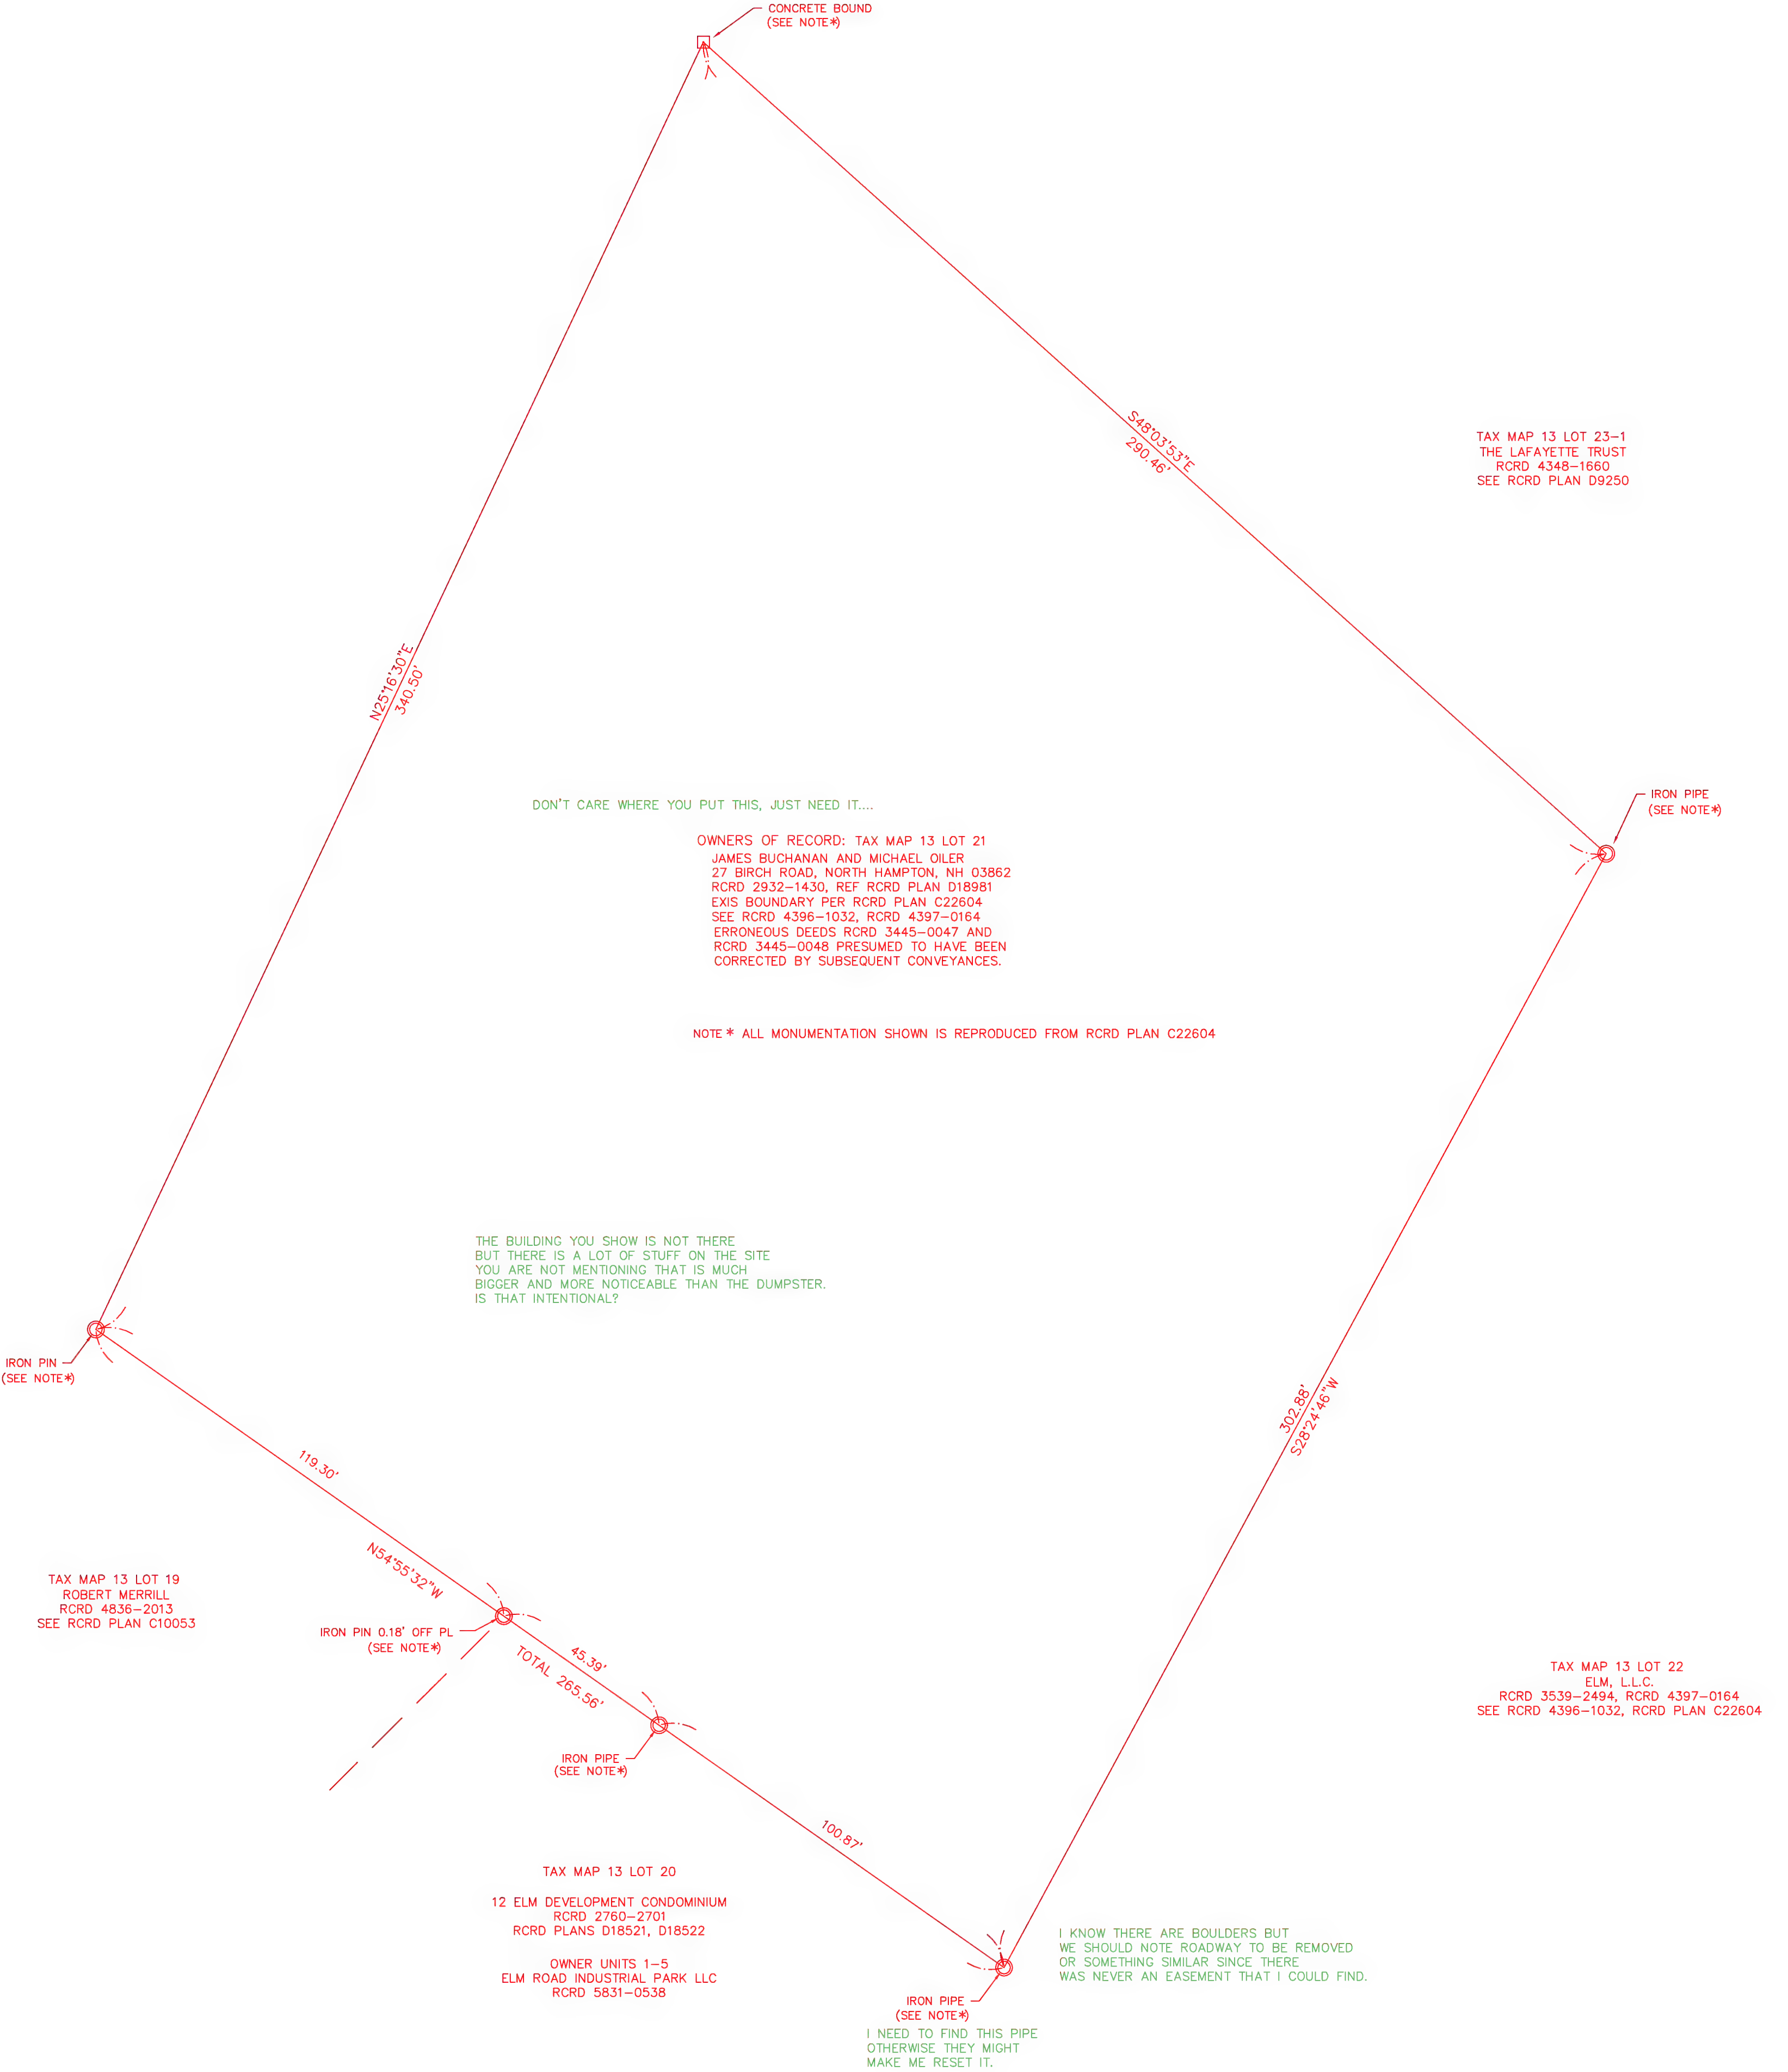 CONCRETE BOUND
(SEE NOTE*)
S48°03'53"E
290.46'
TAX MAP 13 LOT 23-1
THE LAFAYETTE TRUST
RCRD 4348-1660
SEE RCRD PLAN D9250
N25°16'30"E
340.50'
IRON PIPE
(SEE NOTE*)
DON'T CARE WHERE YOU PUT THIS, JUST NEED IT....
OWNERS OF RECORD: TAX MAP 13 LOT 21
JAMES BUCHANAN AND MICHAEL OILER
27 BIRCH ROAD, NORTH HAMPTON, NH 03862
RCRD 2932-1430, REF RCRD PLAN D18981
EXIS BOUNDARY PER RCRD PLAN C22604
SEE RCRD 4396-1032, RCRD 4397-0164
ERRONEOUS DEEDS RCRD 3445-0047 AND
RCRD 3445-0048 PRESUMED TO HAVE BEEN
CORRECTED BY SUBSEQUENT CONVEYANCES.
NOTE * ALL MONUMENTATION SHOWN IS REPRODUCED FROM RCRD PLAN C22604
THE BUILDING YOU SHOW IS NOT THERE
BUT THERE IS A LOT OF STUFF ON THE SITE
YOU ARE NOT MENTIONING THAT IS MUCH
BIGGER AND MORE NOTICEABLE THAN THE DUMPSTER.
IS THAT INTENTIONAL?
IRON PIN
(SEE NOTE*)
302.88'
S28°24'46"W
119.30'
N54°55'32"W
TAX MAP 13 LOT 19
ROBERT MERRILL
RCRD 4836-2013
SEE RCRD PLAN C10053
IRON PIN 0.18' OFF PL
(SEE NOTE*)
45.39'
TOTAL 265.56'
TAX MAP 13 LOT 22
ELM, L.L.C.
RCRD 3539-2494, RCRD 4397-0164
SEE RCRD 4396-1032, RCRD PLAN C22604
IRON PIPE
(SEE NOTE*)
100.87'
TAX MAP 13 LOT 20
12 ELM DEVELOPMENT CONDOMINIUM
RCRD 2760-2701
RCRD PLANS D18521, D18522
OWNER UNITS 1-5
ELM ROAD INDUSTRIAL PARK LLC
RCRD 5831-0538
I KNOW THERE ARE BOULDERS BUT
WE SHOULD NOTE ROADWAY TO BE REMOVED
OR SOMETHING SIMILAR SINCE THERE
WAS NEVER AN EASEMENT THAT I COULD FIND.
IRON PIPE
(SEE NOTE*)
I NEED TO FIND THIS PIPE
OTHERWISE THEY MIGHT
MAKE ME RESET IT.